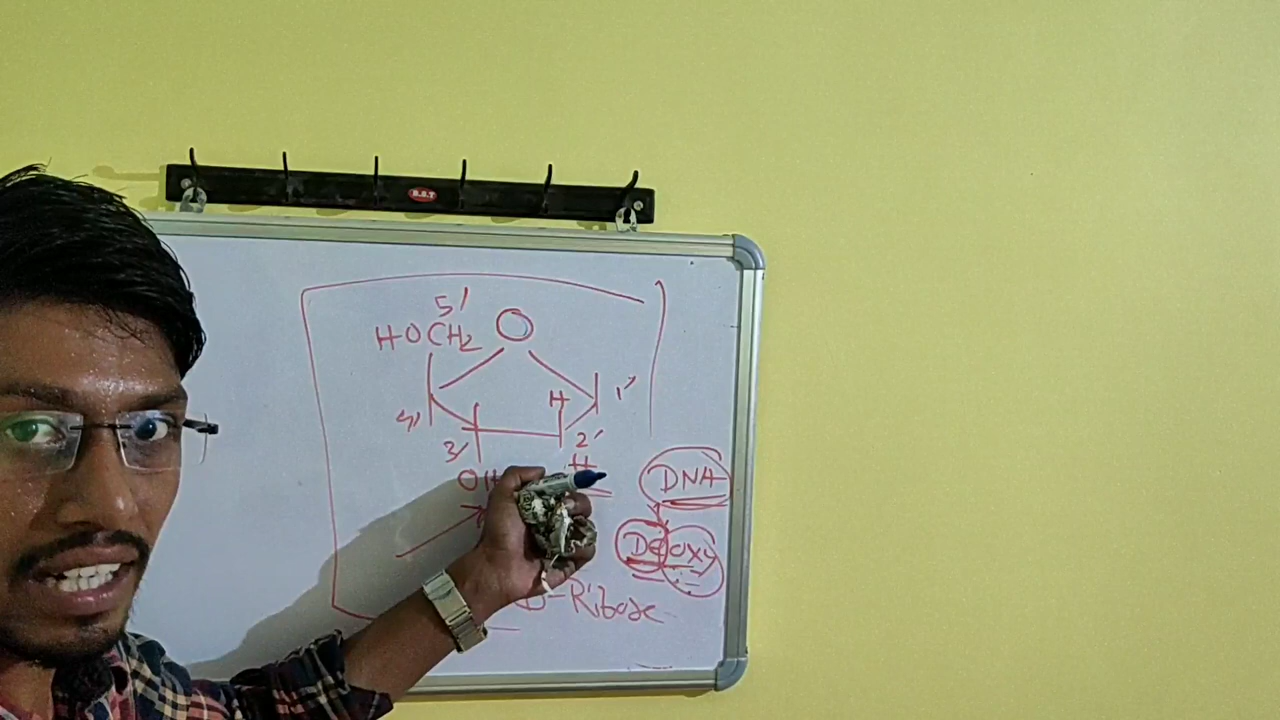 B.S.T
5'
HOCH2 O
H 1'
4'
3' 2'
OH H
DNA
Deoxy
D-Ribose